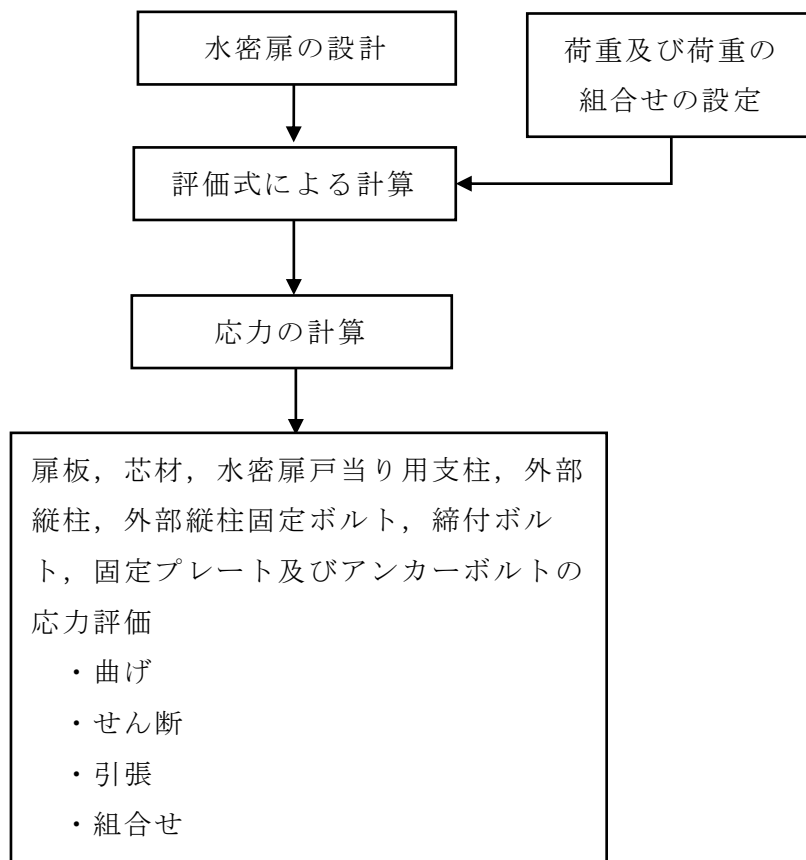 水密扉の設計
荷重及び荷重の
組合せの設定
評価式による計算
応力の計算
扉板，芯材，水密扉戸当り用支柱，外部
縦柱，外部縦柱固定ボルト，締付ボル
ト，固定プレート及びアンカーボルトの
応力評価
・曲げ
・せん断
・引張
・組合せ